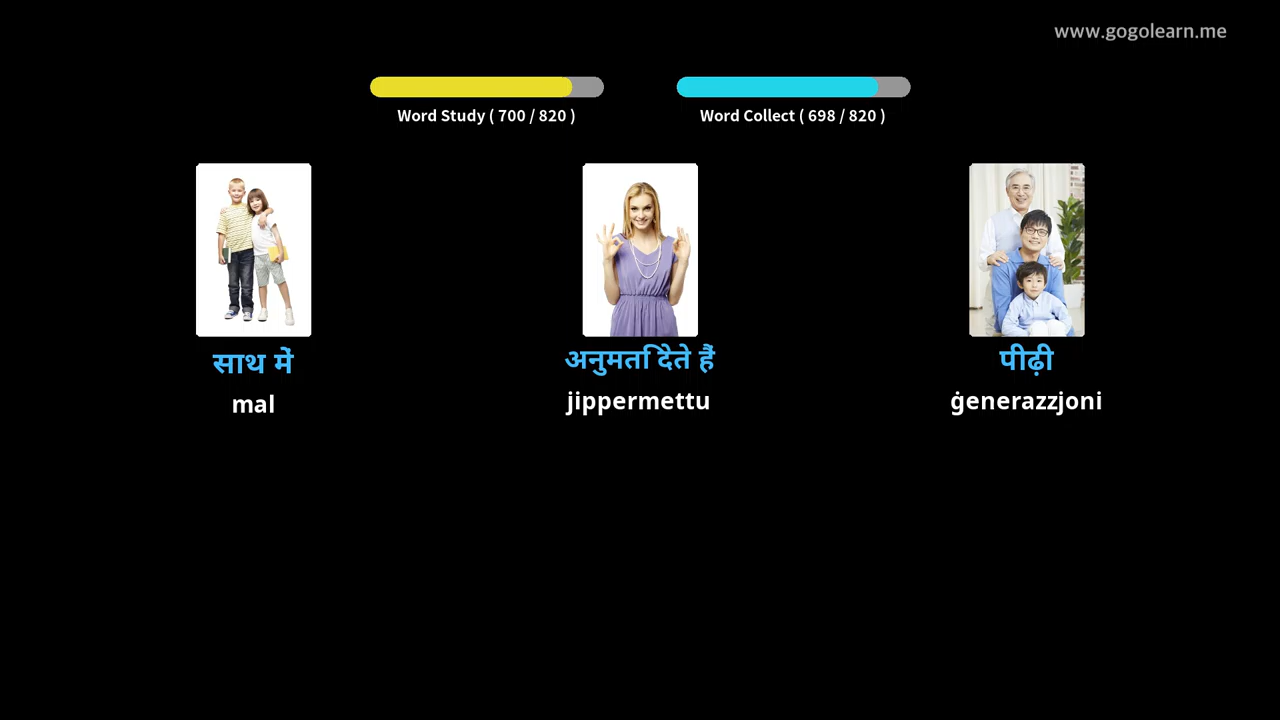 www.gogolearn.me
Word Study ( 700 / 820 )
Word Collect ( 698 / 820 )
साथ में
अनुमति देते हैं
पीढ़ी
mal
jippermettu
ġenerazzjoni